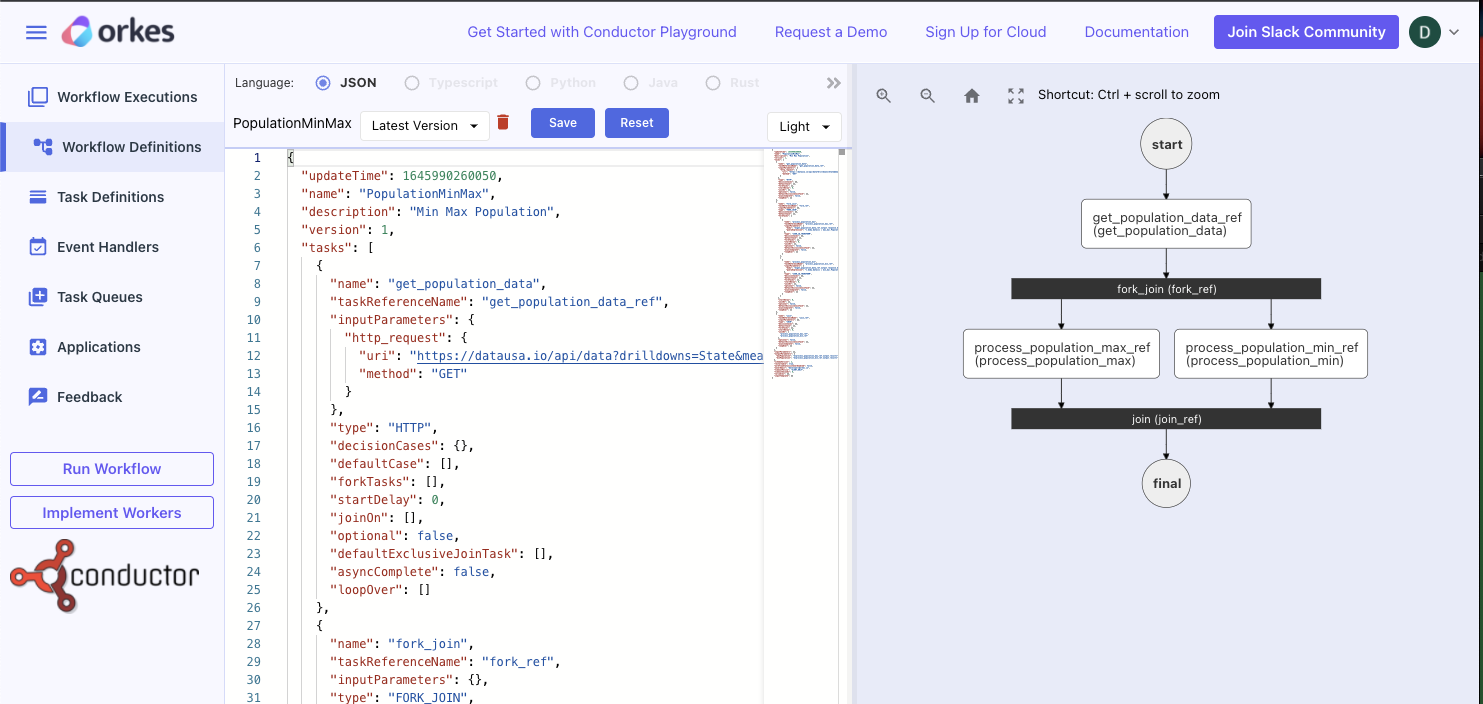 orkes
Get Started with Conductor Playground
Request a Demo
Sign Up for Cloud
Documentation
Join Slack Community
D
Workflow Executions
Workflow Definitions
Task Definitions
Event Handlers
Task Queues
Applications
Feedback
Run Workflow
Implement Workers
conductor
Language: JSON Typescript Python Java Rust
PopulationMinMax Latest Version Save Reset Light
1 {
2 "updateTime": 1645990260050,
3 "name": "PopulationMinMax",
4 "description": "Min Max Population",
5 "version": 1,
6 "tasks": [
7 {
8 "name": "get_population_data",
9 "taskReferenceName": "get_population_data_ref",
10 "inputParameters": {
11 "http_request": {
12 "uri": "https://datausa.io/api/data?drilldowns=State&mea
13 "method": "GET"
14 }
15 },
16 "type": "HTTP",
17 "decisionCases": {},
18 "defaultCase": [],
19 "forkTasks": [],
20 "startDelay": 0,
21 "joinOn": [],
22 "optional": false,
23 "defaultExclusiveJoinTask": [],
24 "asyncComplete": false,
25 "loopOver": []
26 },
27 {
28 "name": "fork_join",
29 "taskReferenceName": "fork_ref",
30 "inputParameters": {},
31 "type": "FORK_JOIN",
Shortcut: Ctrl + scroll to zoom
start
get_population_data_ref
(get_population_data)
fork_join (fork_ref)
process_population_max_ref
(process_population_max)
process_population_min_ref
(process_population_min)
join (join_ref)
final